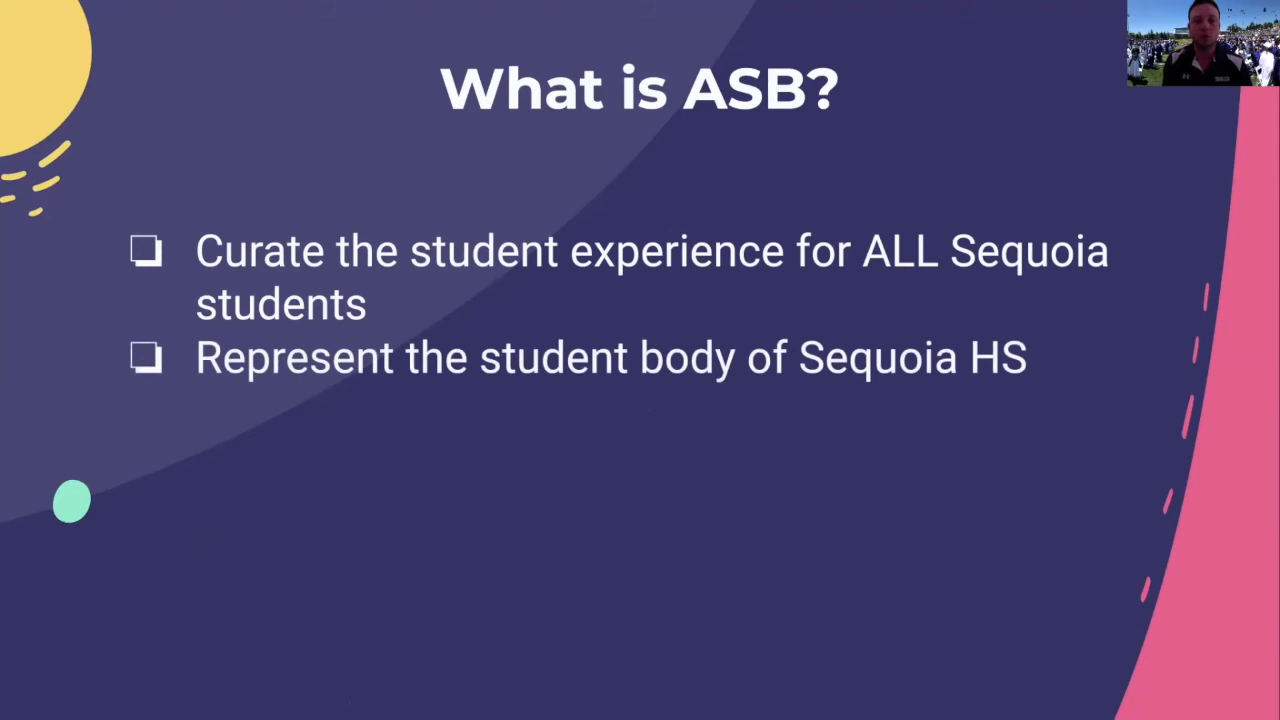 What is ASB?
❏ Curate the student experience for ALL Sequoia
students
❏ Represent the student body of Sequoia HS